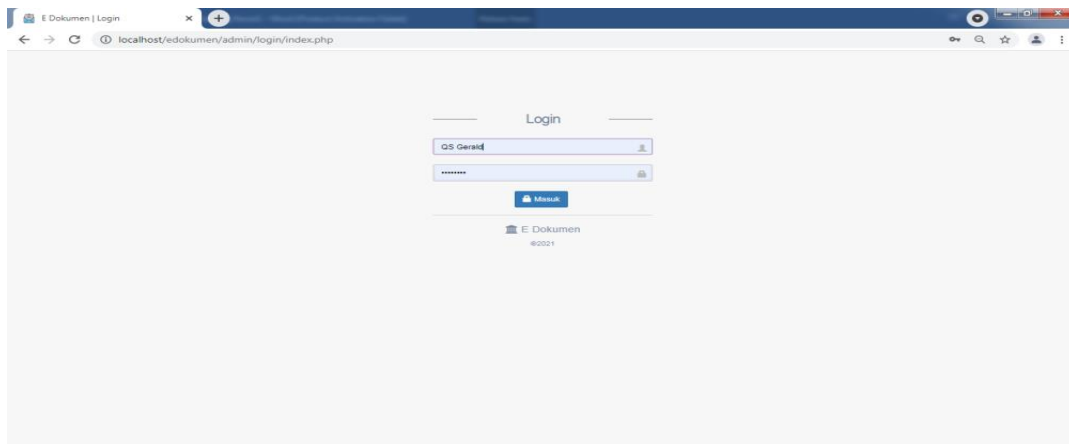 E Dokumen | Login
localhost/edokumen/admin/login/index.php
Login
QS Gerald
••••••••
Masuk
E Dokumen
©2021